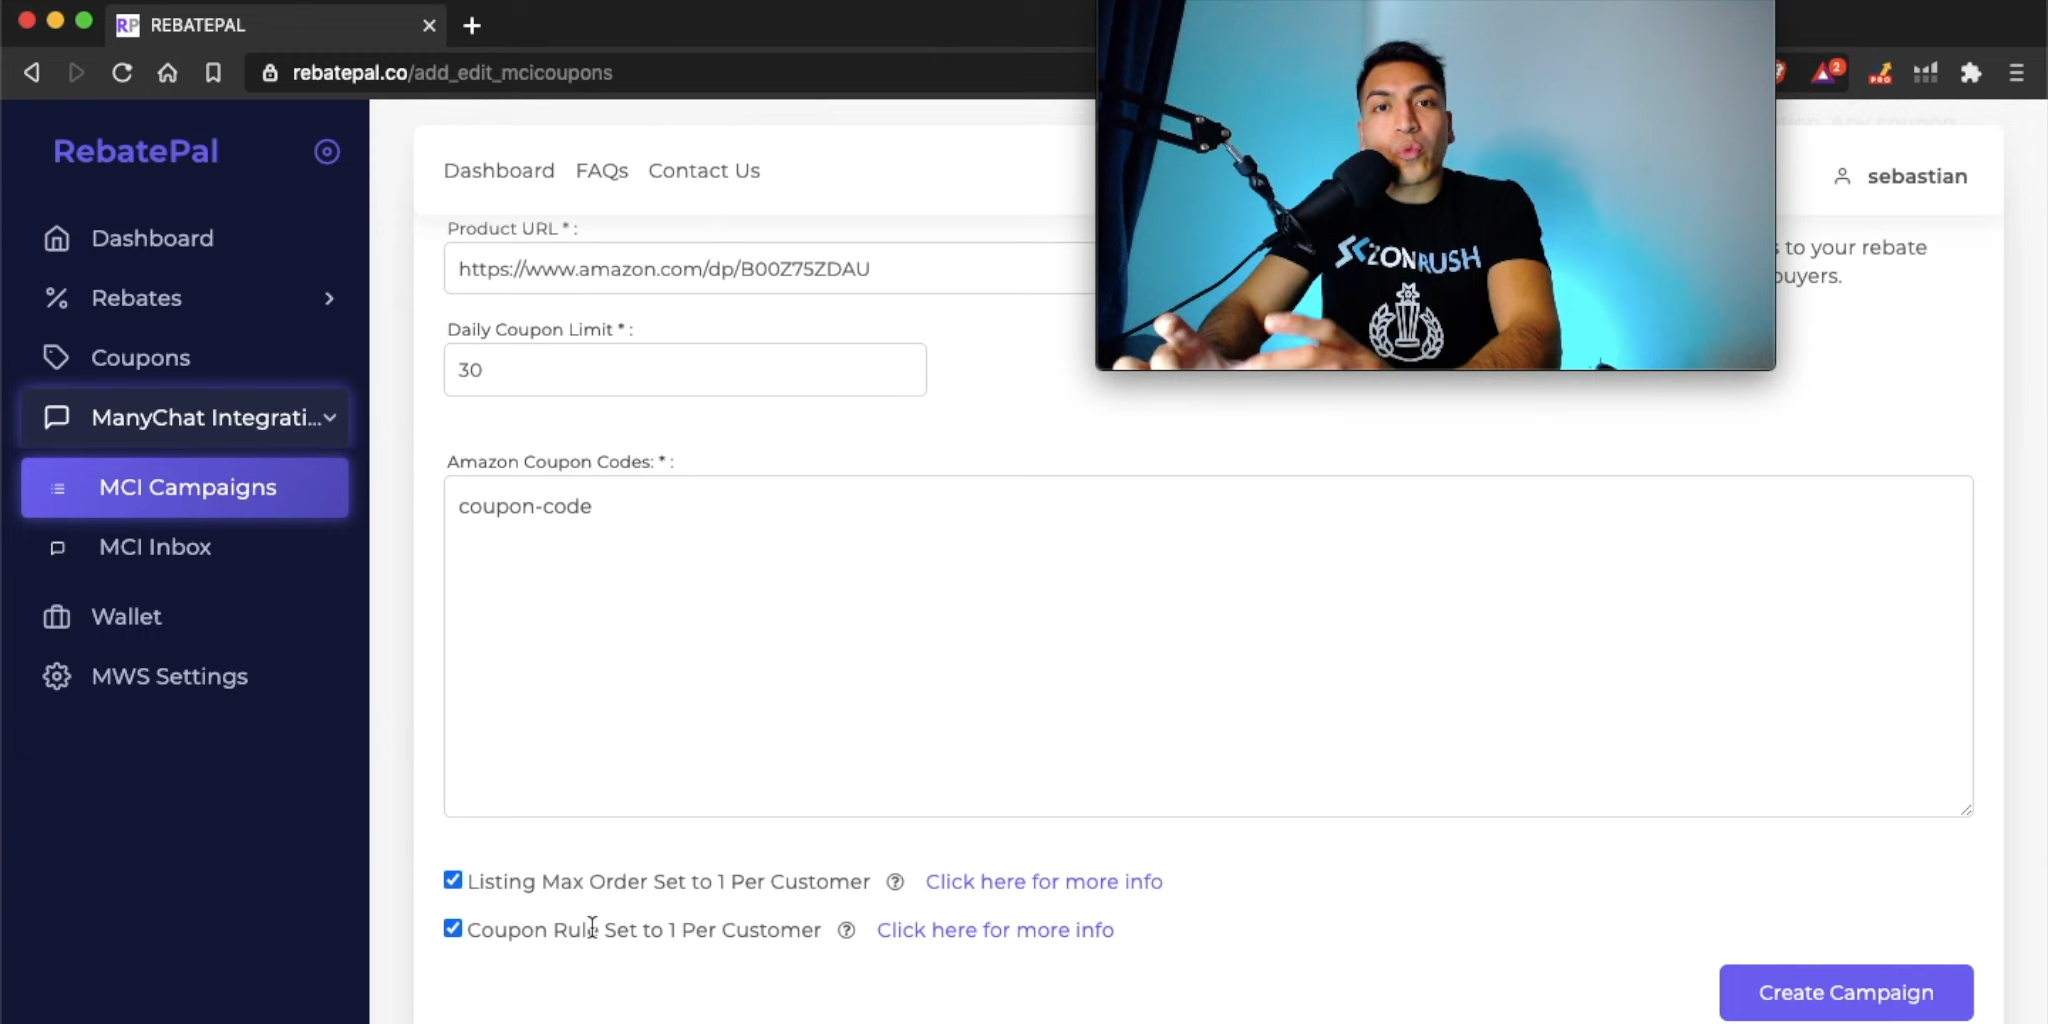 RP REBATEPAL
rebatepal.co/add_edit_mcicoupons
2
PRO
RebatePal
Dashboard
Rebates
Coupons
ManyChat Integrati...
MCI Campaigns
MCI Inbox
Wallet
MWS Settings
Dashboard FAQs Contact Us
sebastian
Product URL * :
https://www.amazon.com/dp/B00Z75ZDAU
to your rebate
buyers.
Daily Coupon Limit * :
30
ZONRUSH
Amazon Coupon Codes: * :
coupon-code
Listing Max Order Set to 1 Per Customer ? Click here for more info
Coupon Rule Set to 1 Per Customer ? Click here for more info
Create Campaign